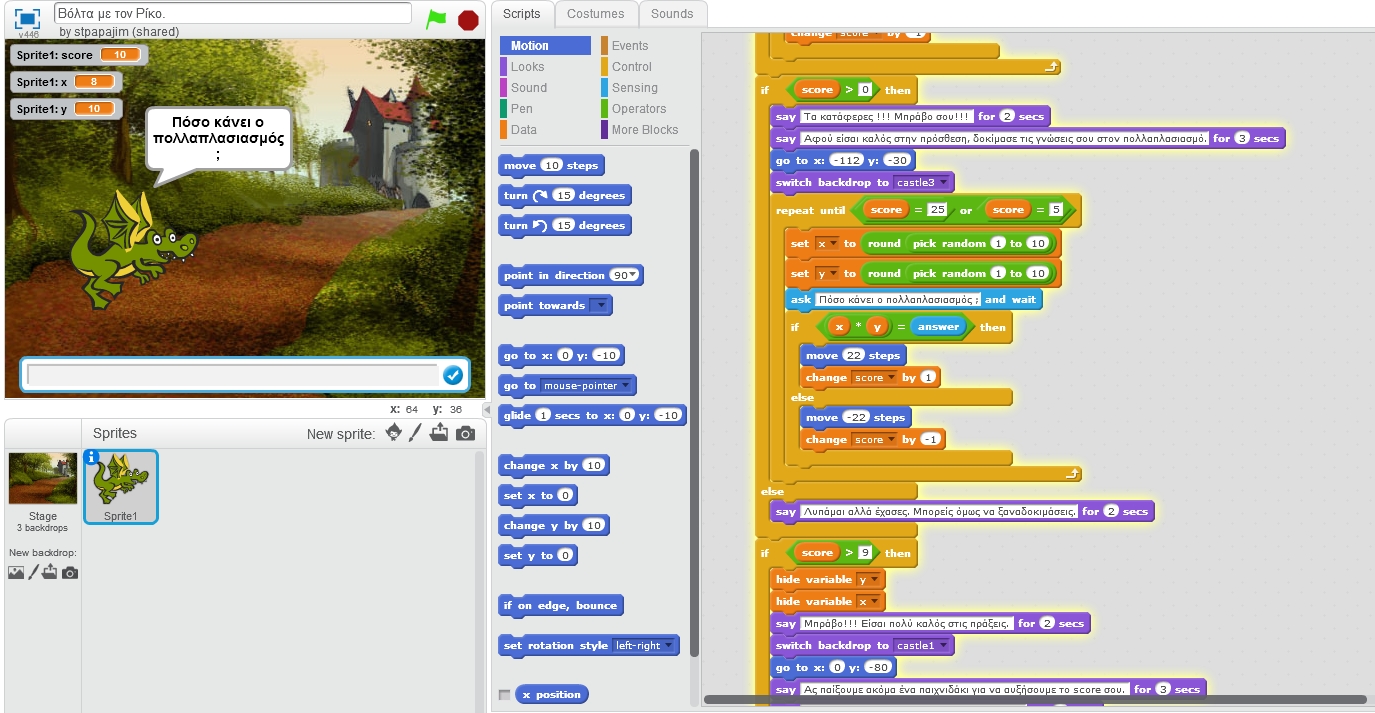 Βόλτα με τον Ρίκο.
v446
by stpapajim (shared)
Sprite1: score 10
Sprite1: x 8
Sprite1: y 10
Πόσο κάνει ο
πολλαπλασιασμός
;
x: 64 y: 36
Sprites
New sprite:
Stage
3 backdrops
Sprite1
New backdrop:
Scripts Costumes Sounds
Motion Events
Looks Control
Sound Sensing
Pen Operators
Data More Blocks
move 10 steps
turn 15 degrees
turn 15 degrees
point in direction 90
point towards
go to x: 0 y: -10
go to mouse-pointer
glide 1 secs to x: 0 y: -10
change x by 10
set x to 0
change y by 10
set y to 0
if on edge, bounce
set rotation style left-right
x position
change score by -1
if score > 0 then
say Τα κατάφερες !!! Μπράβο σου!!! for 2 secs
say Αφού είσαι καλός στην πρόσθεση, δοκίμασε τις γνώσεις σου στον πολλαπλασιασμό. for 3 secs
go to x: -112 y: -30
switch backdrop to castle3
repeat until score = 25 or score = 5
set x to round pick random 1 to 10
set y to round pick random 1 to 10
ask Πόσο κάνει ο πολλαπλασιασμός ; and wait
if x * y = answer then
move 22 steps
change score by 1
else
move -22 steps
change score by -1
else
say Λυπάμαι αλλά έχασες. Μπορείς όμως να ξαναδοκιμάσεις. for 2 secs
if score > 9 then
hide variable y
hide variable x
say Μπράβο!!! Είσαι πολύ καλός στις πράξεις. for 2 secs
switch backdrop to castle1
go to x: 0 y: -80
say Ας παίξουμε ακόμα ένα παιχνιδάκι για να αυξήσουμε το score σου. for 3 secs